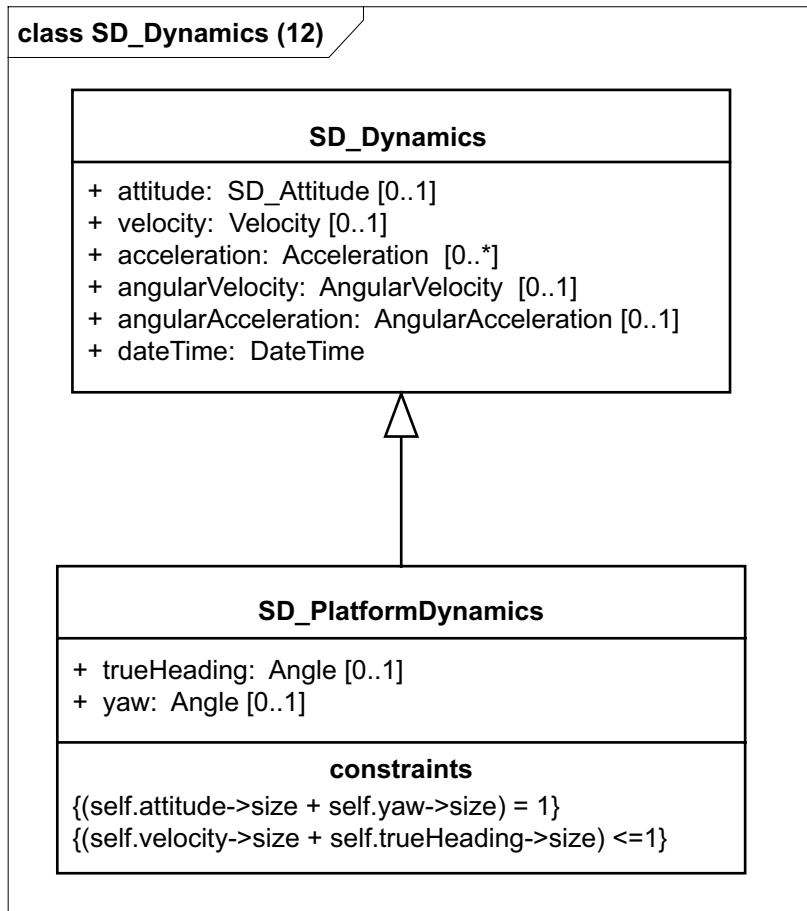 class SD_Dynamics (12)
SD_Dynamics
+ attitude: SD_Attitude [0..1]
+ velocity: Velocity [0..1]
+ acceleration: Acceleration [0..*]
+ angularVelocity: AngularVelocity [0..1]
+ angularAcceleration: AngularAcceleration [0..1]
+ dateTime: DateTime
SD_PlatformDynamics
+ trueHeading: Angle [0..1]
+ yaw: Angle [0..1]
constraints
{(self.attitude->size + self.yaw->size) = 1}
{(self.velocity->size + self.trueHeading->size) <=1}